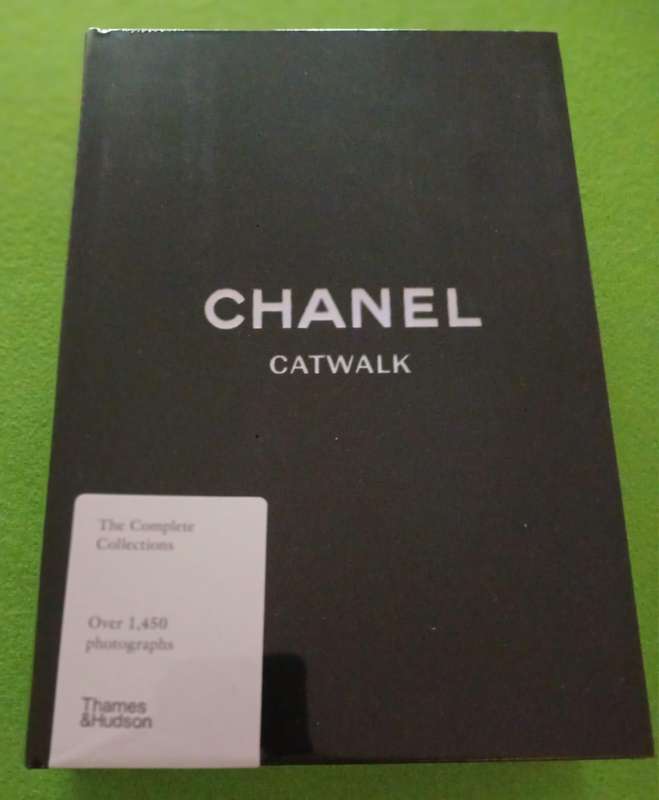 CHANEL
CATWALK
The Complete
Collections
Over 1,450
photographs
Thames
&Hudson